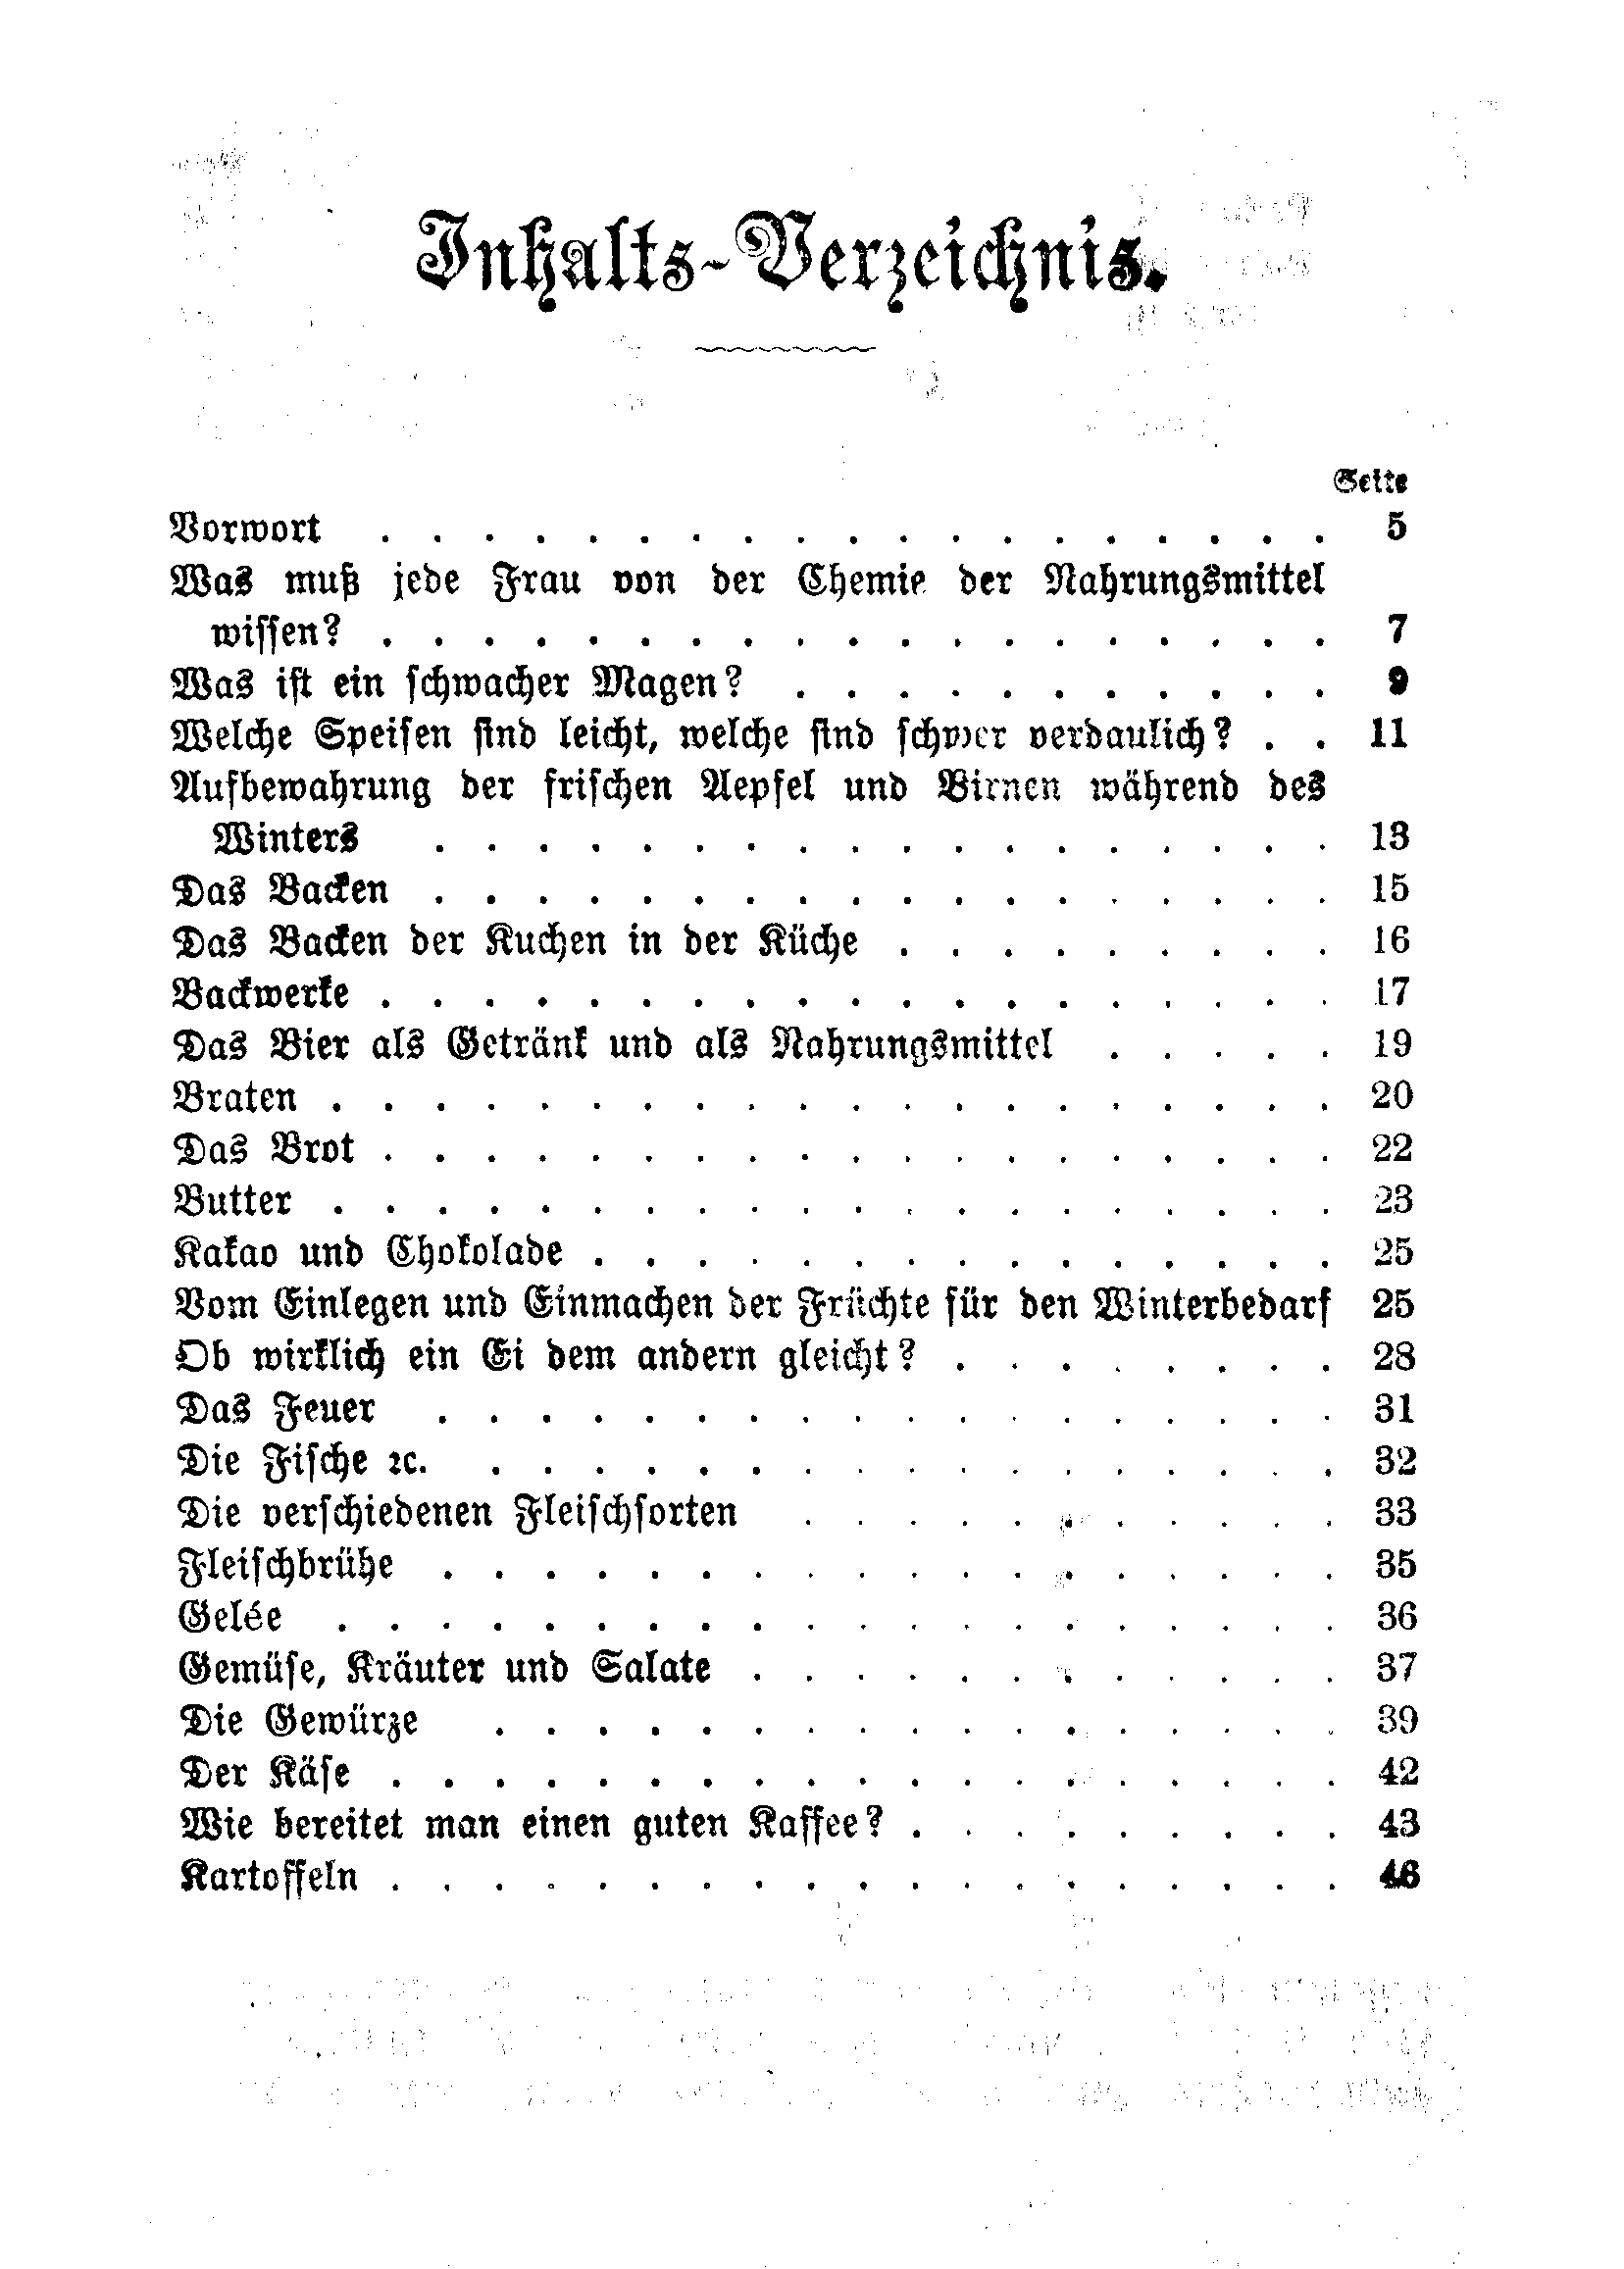 Inhalts-Verzeichnis.
Seite
Vorwort . . . . . . . . . . . . . . . . . . . 5
Was muß jede Frau von der Chemie der Nahrungsmittel
wissen? . . . . . . . . . . . . . . . . . . . 7
Was ist ein schwacher Magen? . . . . . . . . . . . 9
Welche Speisen sind leicht, welche sind schwer verdaulich? . . 11
Aufbewahrung der frischen Aepfel und Birnen während des
Winters . . . . . . . . . . . . . . . . . . 13
Das Backen . . . . . . . . . . . . . . . . . . 15
Das Backen der Kuchen in der Küche . . . . . . . . . 16
Backwerke . . . . . . . . . . . . . . . . . . . 17
Das Bier als Getränk und als Nahrungsmittel . . . . . 19
Braten . . . . . . . . . . . . . . . . . . . . 20
Das Brot . . . . . . . . . . . . . . . . . . . 22
Butter . . . . . . . . . . . . . . . . . . . . 23
Kakao und Chokolade . . . . . . . . . . . . . . . 25
Vom Einlegen und Einmachen der Früchte für den Winterbedarf 25
Ob wirklich ein Ei dem andern gleicht? . . . . . . . . 28
Das Feuer . . . . . . . . . . . . . . . . . . 31
Die Fische ꝛc. . . . . . . . . . . . . . . . . . 32
Die verschiedenen Fleischsorten . . . . . . . . . . . 33
Fleischbrühe . . . . . . . . . . . . . . . . . . 35
Gelée . . . . . . . . . . . . . . . . . . . . 36
Gemüse, Kräuter und Salate . . . . . . . . . . . . 37
Die Gewürze . . . . . . . . . . . . . . . . . 39
Der Käse . . . . . . . . . . . . . . . . . . . 42
Wie bereitet man einen guten Kaffee? . . . . . . . . . 43
Kartoffeln . . . . . . . . . . . . . . . . . . . 46